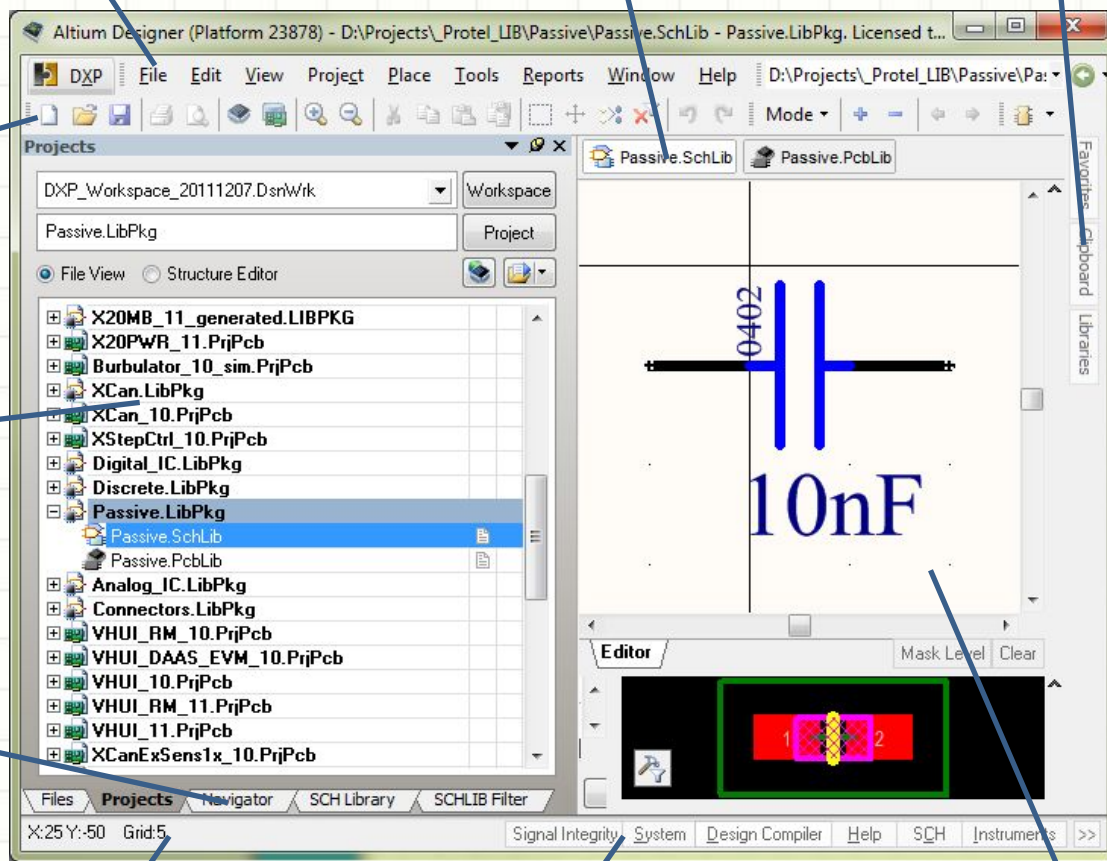 Altium Designer (Platform 23878) - D:\Projects\_Protel_LIB\Passive\Passive.SchLib - Passive.LibPkg. Licensed t...
DXP File Edit View Project Place Tools Reports Window Help D:\Projects\_Protel_LIB\Passive\Pa:
Mode
Projects
Passive.SchLib Passive.PcbLib
DXP_Workspace_20111207.DsnWrk Workspace
Passive.LibPkg Project
File View Structure Editor
X20MB_11_generated.LIBPKG
X20PWR_11.PrjPcb
Burbulator_10_sim.PrjPcb
XCan.LibPkg
XCan_10.PrjPcb
XStepCtrl_10.PrjPcb
Digital_IC.LibPkg
Discrete.LibPkg
Passive.LibPkg
Passive.SchLib
Passive.PcbLib
Analog_IC.LibPkg
Connectors.LibPkg
VHUI_RM_10.PrjPcb
VHUI_DAAS_EVM_10.PrjPcb
VHUI_10.PrjPcb
VHUI_RM_11.PrjPcb
VHUI_11.PrjPcb
XCanExSens1x_10.PrjPcb
Files Projects Navigator SCH Library SCHLIB Filter
0402
10nF
Editor Mask Level Clear
1 2
Favorites
Clipboard
Libraries
X:25 Y:-50 Grid:5 Signal Integrity System Design Compiler Help SCH Instruments >>